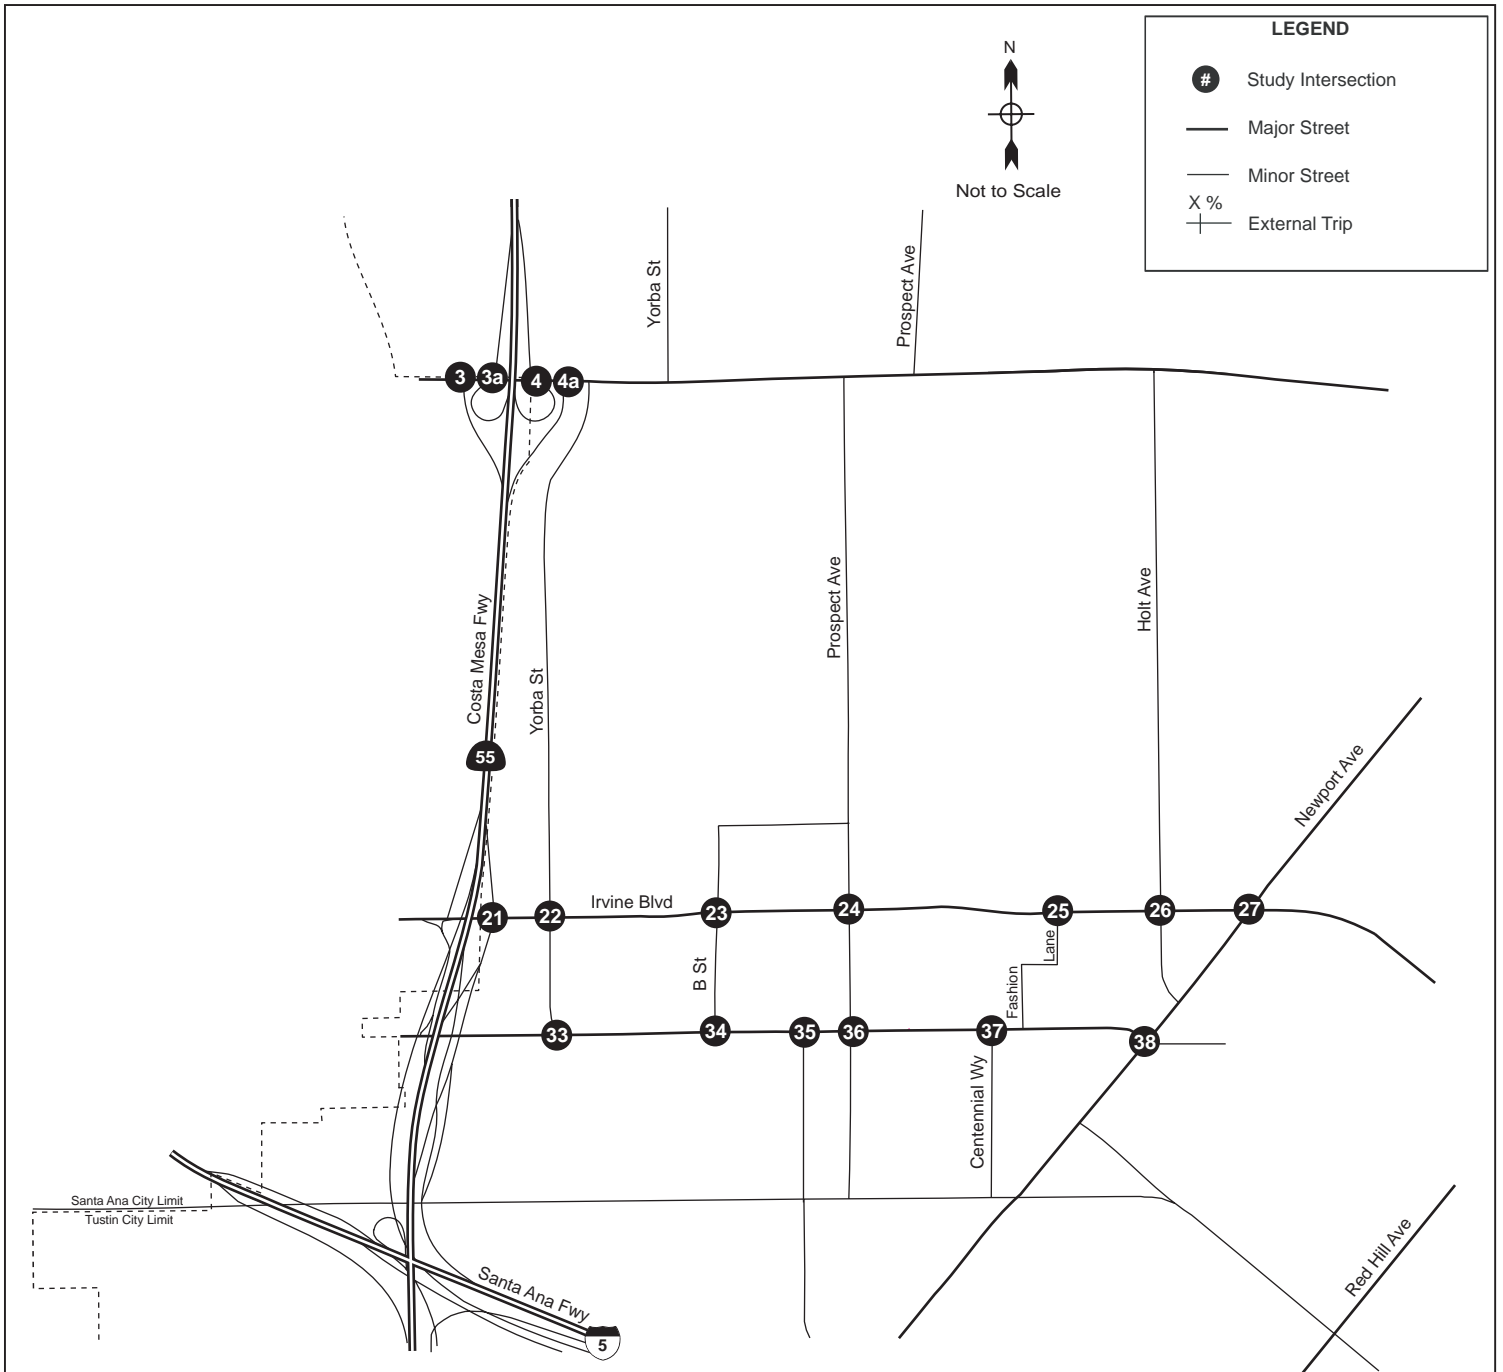 LEGEND
# Study Intersection
Major Street
Minor Street
X %
External Trip
N
Not to Scale
Yorba St
Prospect Ave
3 3a 4 4a
Costa Mesa Fwy
Yorba St
Prospect Ave
Holt Ave
55
Newport Ave
Irvine Blvd
21 22 23 24 25 26 27
B St
Fashion
Lane
33 34 35 36 37 38
Centennial Wy
Santa Ana City Limit
Tustin City Limit
Santa Ana Fwy
5
Red Hill Ave